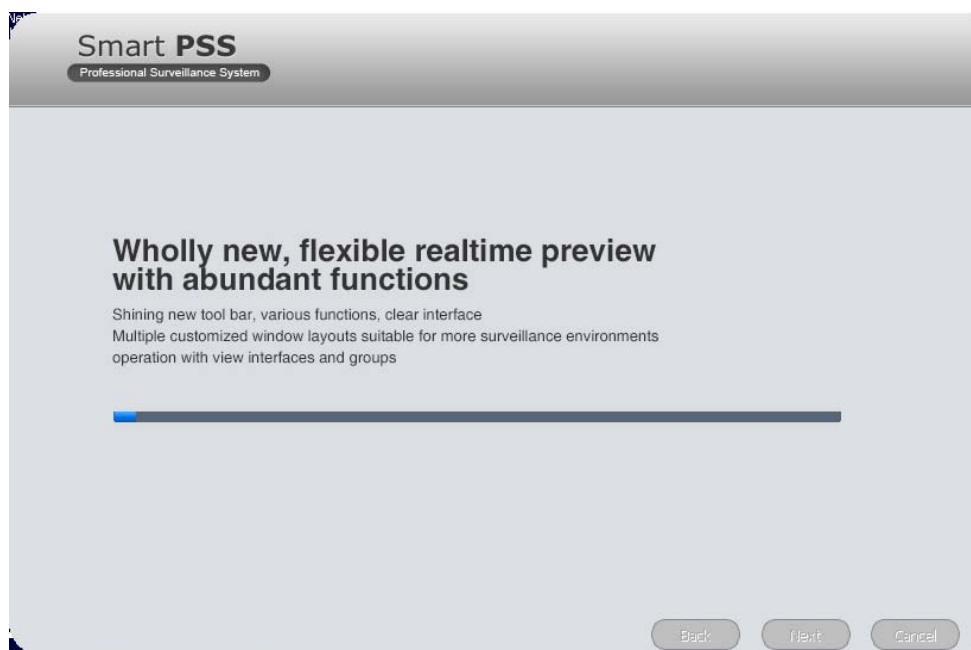 Smart PSS
Professional Surveillance System
Wholly new, flexible realtime preview
with abundant functions
Shining new tool bar, various functions, clear interface
Multiple customized window layouts suitable for more surveillance environments
operation with view interfaces and groups
Back Next Cancel